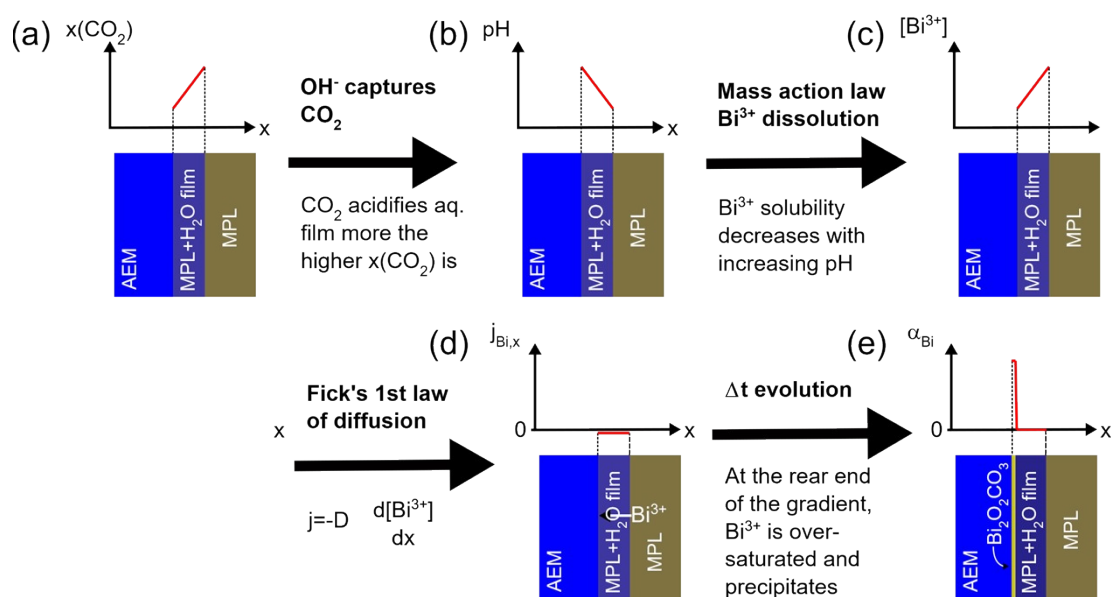 (a)
x(CO₂)
x
AEM
MPL+H₂O film
MPL
OH⁻ captures
CO₂
CO₂ acidifies aq.
film more the
higher x(CO₂) is
(b)
pH
x
AEM
MPL+H₂O film
MPL
Mass action law
Bi³⁺ dissolution
Bi³⁺ solubility
decreases with
increasing pH
(c)
[Bi³⁺]
x
AEM
MPL+H₂O film
MPL
x
Fick's 1st law
of diffusion
j=-D
d[Bi³⁺]
dx
(d)
j_Bi,x
0
x
AEM
MPL+H₂O film
Bi³⁺
MPL
Δt evolution
At the rear end
of the gradient,
Bi³⁺ is over-
saturated and
precipitates
(e)
α_Bi
0
x
AEM
Bi₂O₂CO₃
MPL+H₂O film
MPL